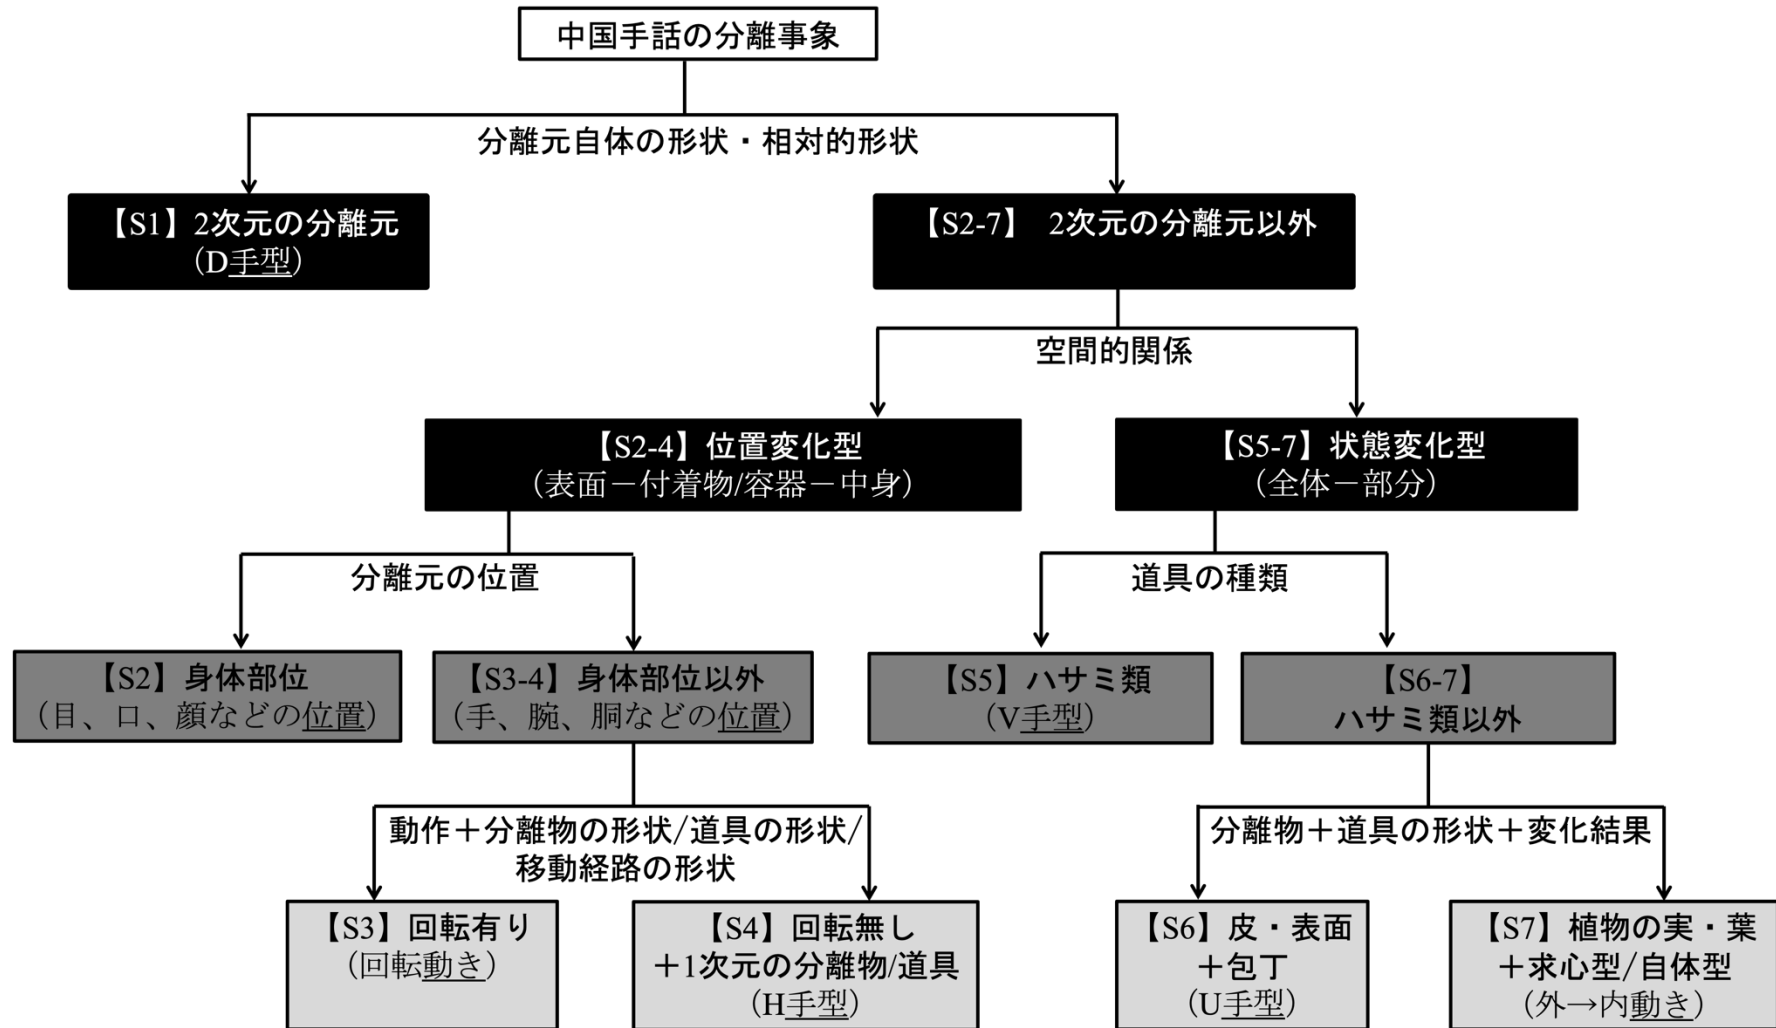 中国手話の分離事象
分離元自体の形状・相対的形状
【S1】2次元の分離元
（D手型）
【S2-7】 2次元の分離元以外
空間的関係
【S2-4】位置変化型
（表面－付着物/容器－中身）
【S5-7】状態変化型
（全体－部分）
分離元の位置
道具の種類
【S2】身体部位
（目、口、顔などの位置）
【S3-4】身体部位以外
（手、腕、胴などの位置）
【S5】ハサミ類
（V手型）
【S6-7】
ハサミ類以外
動作＋分離物の形状/道具の形状/
移動経路の形状
分離物＋道具の形状＋変化結果
【S3】回転有り
（回転動き）
【S4】回転無し
＋1次元の分離物/道具
（H手型）
【S6】皮・表面
＋包丁
（U手型）
【S7】植物の実・葉
＋求心型/自体型
（外→内動き）